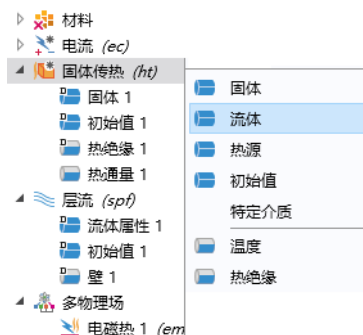 材料
电流 (ec)
固体传热 (ht)
固体 1
初始值 1
热绝缘 1
热通量 1
层流 (spf)
流体属性 1
初始值 1
壁 1
多物理场
电磁热 1 (em
固体
流体
热源
初始值
特定介质
温度
热绝缘